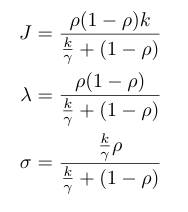 J = \frac{\rho(1-\rho)k}{\frac{k}{\gamma} + (1-\rho)}
\lambda = \frac{\rho(1-\rho)}{\frac{k}{\gamma} + (1-\rho)}
\sigma = \frac{\frac{k}{\gamma}\rho}{\frac{k}{\gamma} + (1-\rho)}